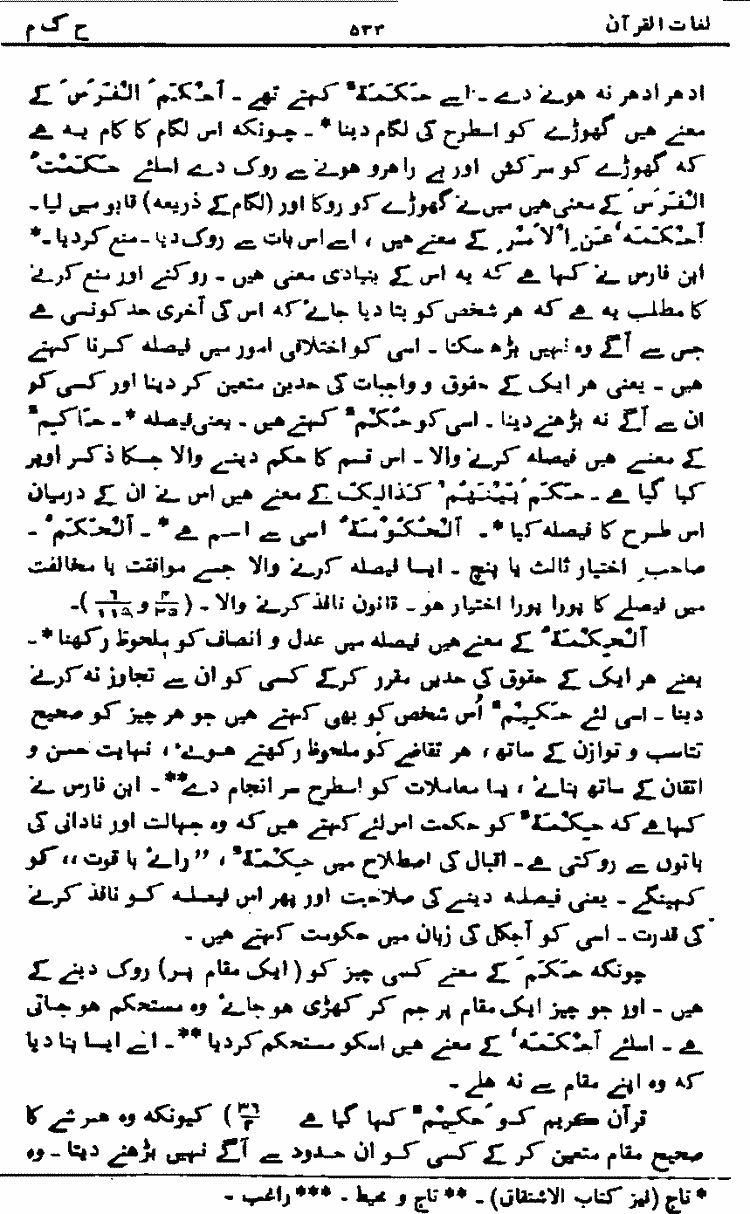 لغات القرآن ۵۳۳ ح ک م
ادھر ادھر نہ ہونے دے ۔ اسے حَکَمَۃٌ کہتے تھے ۔ اَحْکَمَ الْفَرَسَ کے
معنے ہیں گھوڑے کو اسطرح کی لگام دینا* ۔ چونکہ اس لگام کا کام یہ ہے
کہ گھوڑے کو سرکش اور بے راہرو ہونے سے روک دے اسلئے حَکَمْتُ
الْفَرَسَ کے معنی ہیں میں نے گھوڑے کو روکا اور (لگام کے ذریعہ) قابو میں لیا ۔
اَحْکَمَہٗ عَنِ الْاَمْرِ کے معنے ہیں ، اسے اس بات سے روک دیا ۔ منع کردیا ۔*
ابن فارس نے کہا ہے کہ یہ اس کے بنیادی معنی ہیں ۔ روکنے اور منع کرنے
کا مطلب یہ ہے کہ ھر شخص کو بتا دیا جائے کہ اس کی آخری حد کونسی ہے
جس سے آگے وہ نہیں بڑھ سکتا ۔ اسی کو اختلافی امور میں فیصلہ کرنا کہتے
ہیں ۔ یعنی ھر ایک کے حقوق و واجبات کی حدیں متعین کر دینا اور کسی کو
ان سے آگے نہ بڑھنے دینا ۔ اسی کو حُکْمٌ کہتے ہیں ۔ یعنی فیصلہ* ۔ حَاکِمٌ
کے معنے ہیں فیصلہ کرنے والا ۔ اس قسم کا حکم دینے والا جسکا ذکر اوپر
کیا گیا ہے ۔ حَکَمَ بَیْنَہُمْ کَذَالِکَ کے معنے ہیں اس نے ان کے درمیان
اس طرح کا فیصلہ کیا* ۔ اَلْحُکُوْمَۃُ اسی سے اسم ہے* ۔ اَلْحَکَمُ ۔
صاحبِ اختیار ثالث یا پنچ ۔ ایسا فیصلہ کرنے والا جسے موافقت یا مخالفت
میں فیصلے کا پورا پورا اختیار ہو ۔ قانون نافذ کرنے والا ۔ (۴/۳۵ و ۶/۱۱۵) ۔
اَلْحِکْمَۃُ کے معنے ہیں فیصلہ میں عدل و انصاف کو ملحوظ رکھنا* ۔
یعنے ھر ایک کے حقوق کی حدیں مقرر کرکے کسی کو ان سے تجاوز نہ کرنے
دینا ۔ اسی لئے حَکِیْمٌ اُس شخص کو بھی کہتے ہیں جو ھر چیز کو صحیح
تناسب و توازن کے ساتھ ، ھر تقاضے کو ملحوظ رکھتے ہوئے ، نہایت حسن و
اتقان کے ساتھ بنائے ، یا معاملات کو اسطرح سر انجام دے** ۔ ابن فارس نے
کہا ہے کہ حِکْمَۃٌ کو حکمت اس لئے کہتے ہیں کہ وہ جہالت اور نادانی کی
باتوں سے روکتی ہے ۔ اقبال کی اصطلاح میں حِکْمَۃٌ ، ’’رائے با قوت‘‘ کو
کہینگے ۔ یعنی فیصلہ دینے کی صلاحیت اور پھر اس فیصلہ کو نافذ کرنے
کی قدرت ۔ اسی کو آجکل کی زبان میں حکومت کہتے ہیں ۔
چونکہ حَکَمَ کے معنے کسی چیز کو (ایک مقام پر) روک دینے کے
ہیں ۔ اور جو چیز ایک مقام پر جم کر کھڑی ہو جائے وہ مستحکم ہو جاتی
ہے ۔ اسلئے اَحْکَمَہٗ کے معنے ہیں اسکو مستحکم کردیا** ۔ اسے ایسا بنا دیا
کہ وہ اپنے مقام سے نہ ہلے ۔
قرآن کریم کو حَکِیْمٌ کہا گیا ہے (۳۶/۲) کیونکہ وہ ھر شے کا
صحیح مقام متعین کر کے کسی کو ان حدود سے آگے نہیں بڑھنے دیتا ۔ وہ
* تاج (نیز کتاب الاشتقاق) ۔ ** تاج و محیط ۔ *** راغب ۔